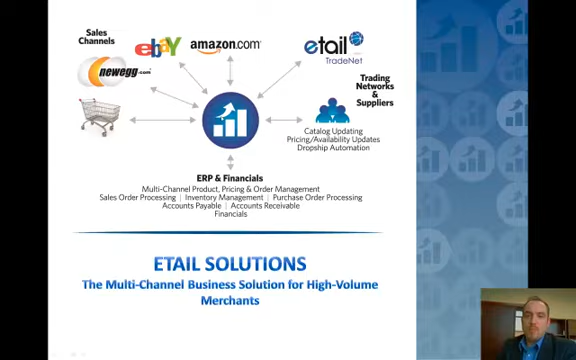 Sales
Channels
ebaY
amazon.com
etail
TradeNet
newegg.com
Trading
Networks
&
Suppliers
Catalog Updating
Pricing/Availability Updates
Dropship Automation
ERP & Financials
Multi-Channel Product, Pricing & Order Management
Sales Order Processing | Inventory Management | Purchase Order Processing
Accounts Payable | Accounts Receivable
Financials
ETAIL SOLUTIONS
The Multi-Channel Business Solution for High-Volume
Merchants